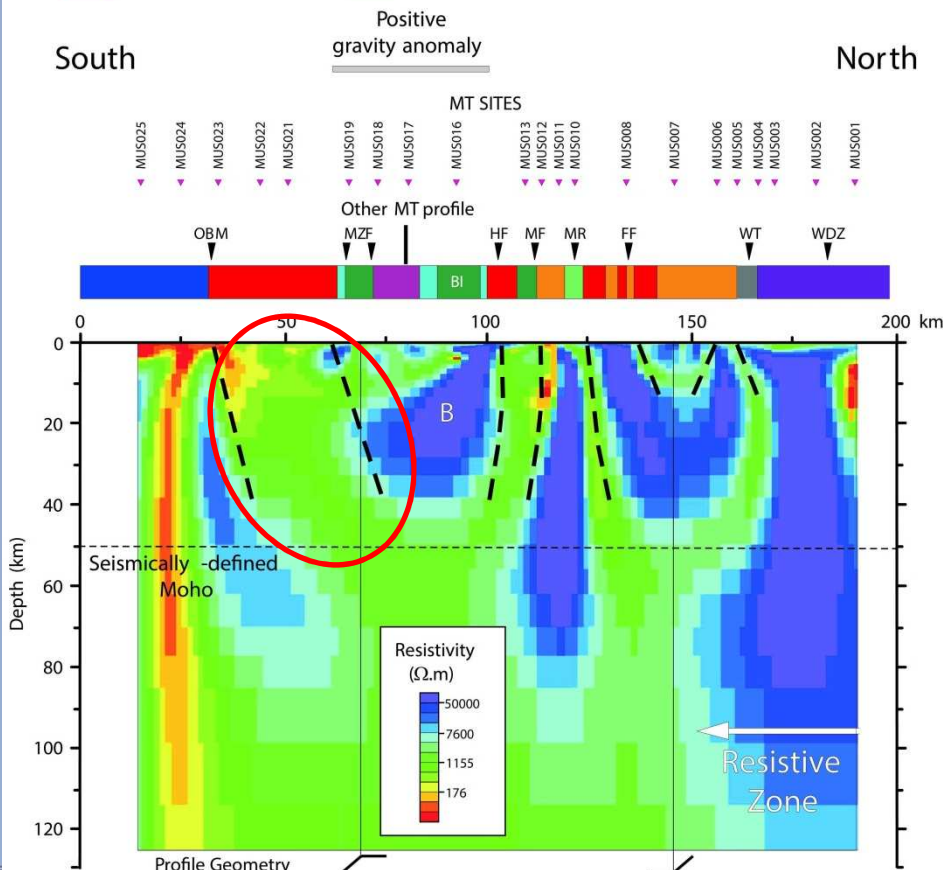 Positive
gravity anomaly
South
North
MT SITES
MUS025
MUS024
MUS023
MUS022
MUS021
MUS019
MUS018
MUS017
MUS016
MUS013
MUS012
MUS011
MUS010
MUS008
MUS007
MUS006
MUS005
MUS004
MUS003
MUS002
MUS001
Other MT profile
OBM MZF HF MF MR FF WT WDZ
BI
0 50 100 150 200 km
0
20
40
60
80
100
120
Depth (km)
B
Seismically -defined
Moho
Resistivity
(Ω.m)
50000
7600
1155
176
Resistive
Zone
Profile Geometry